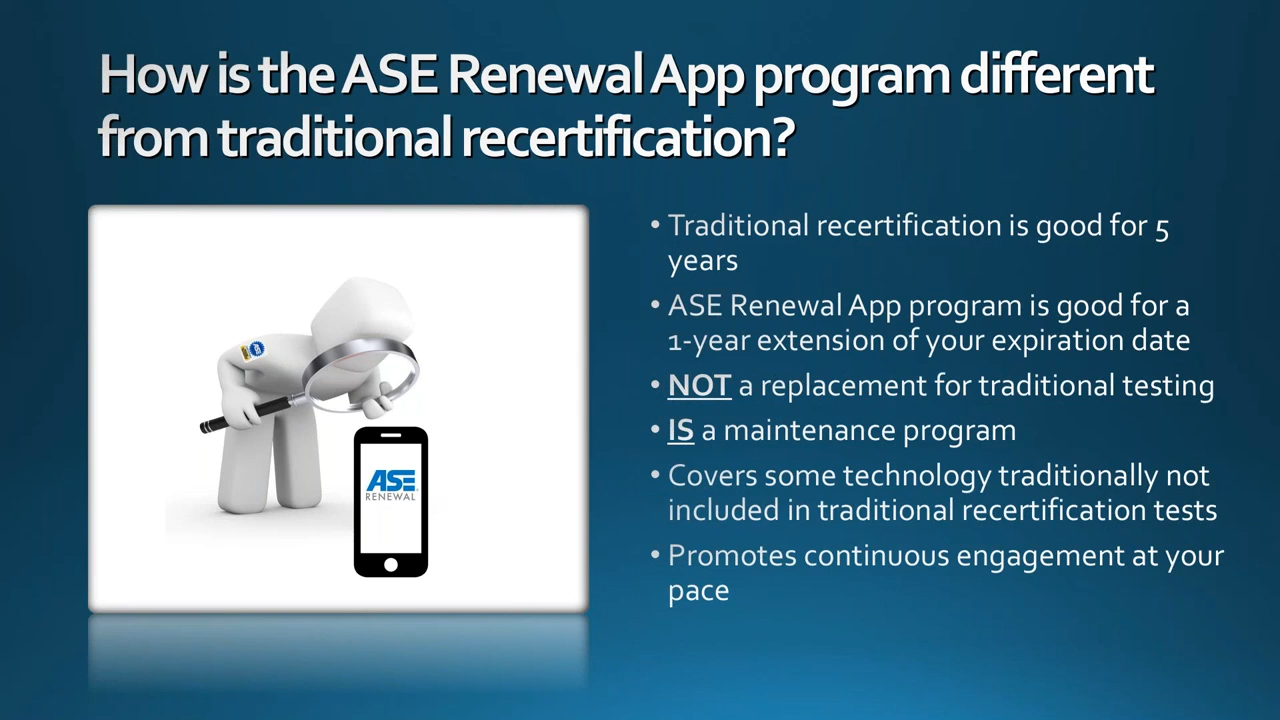 How is the ASE Renewal App program different
from traditional recertification?
• Traditional recertification is good for 5
years
• ASE Renewal App program is good for a
1-year extension of your expiration date
• NOT a replacement for traditional testing
• IS a maintenance program
• Covers some technology traditionally not
included in traditional recertification tests
• Promotes continuous engagement at your
pace
ASE
RENEWAL